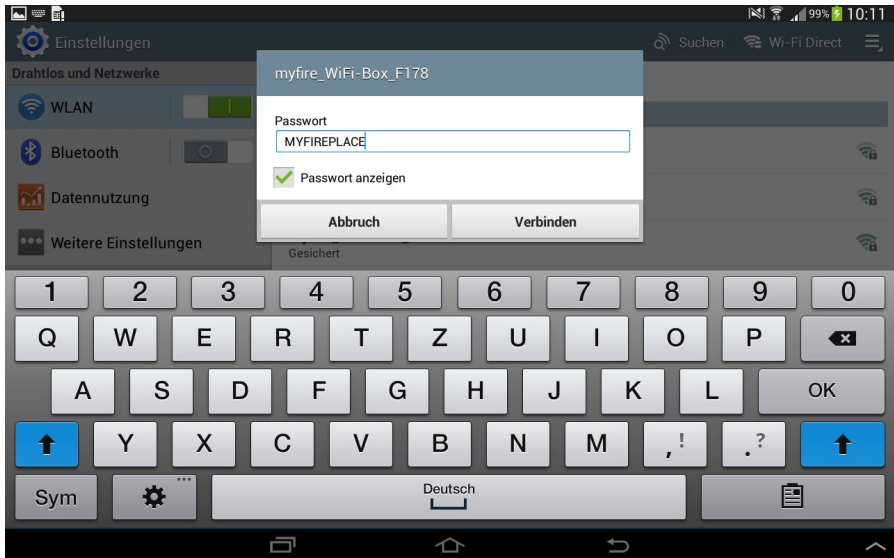 99% 10:11
Einstellungen
Suchen
Wi-Fi Direct
Drahtlos und Netzwerke
WLAN
Bluetooth
Datennutzung
Weitere Einstellungen
myfire_WiFi-Box_F178
Passwort
MYFIREPLACE
Passwort anzeigen
Abbruch
Verbinden
Gesichert
1 2 3 4 5 6 7 8 9 0
Q W E R T Z U I O P
A S D F G H J K L OK
Y X C V B N M ,! .?
Sym ... Deutsch